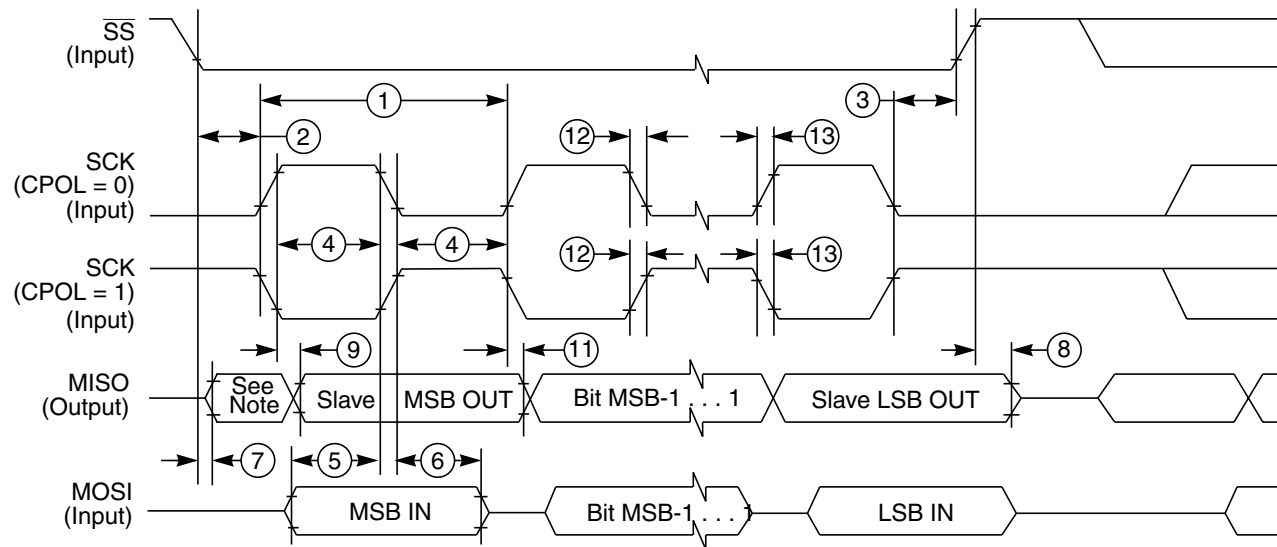 SS
(Input)
1
3
2
12
13
SCK
(CPOL = 0)
(Input)
4
4
12
13
SCK
(CPOL = 1)
(Input)
9
11
8
MISO
(Output)
See
Note
Slave
MSB OUT
Bit MSB-1 . . . 1
Slave LSB OUT
7
5
6
MOSI
(Input)
MSB IN
Bit MSB-1 . . . 1
LSB IN